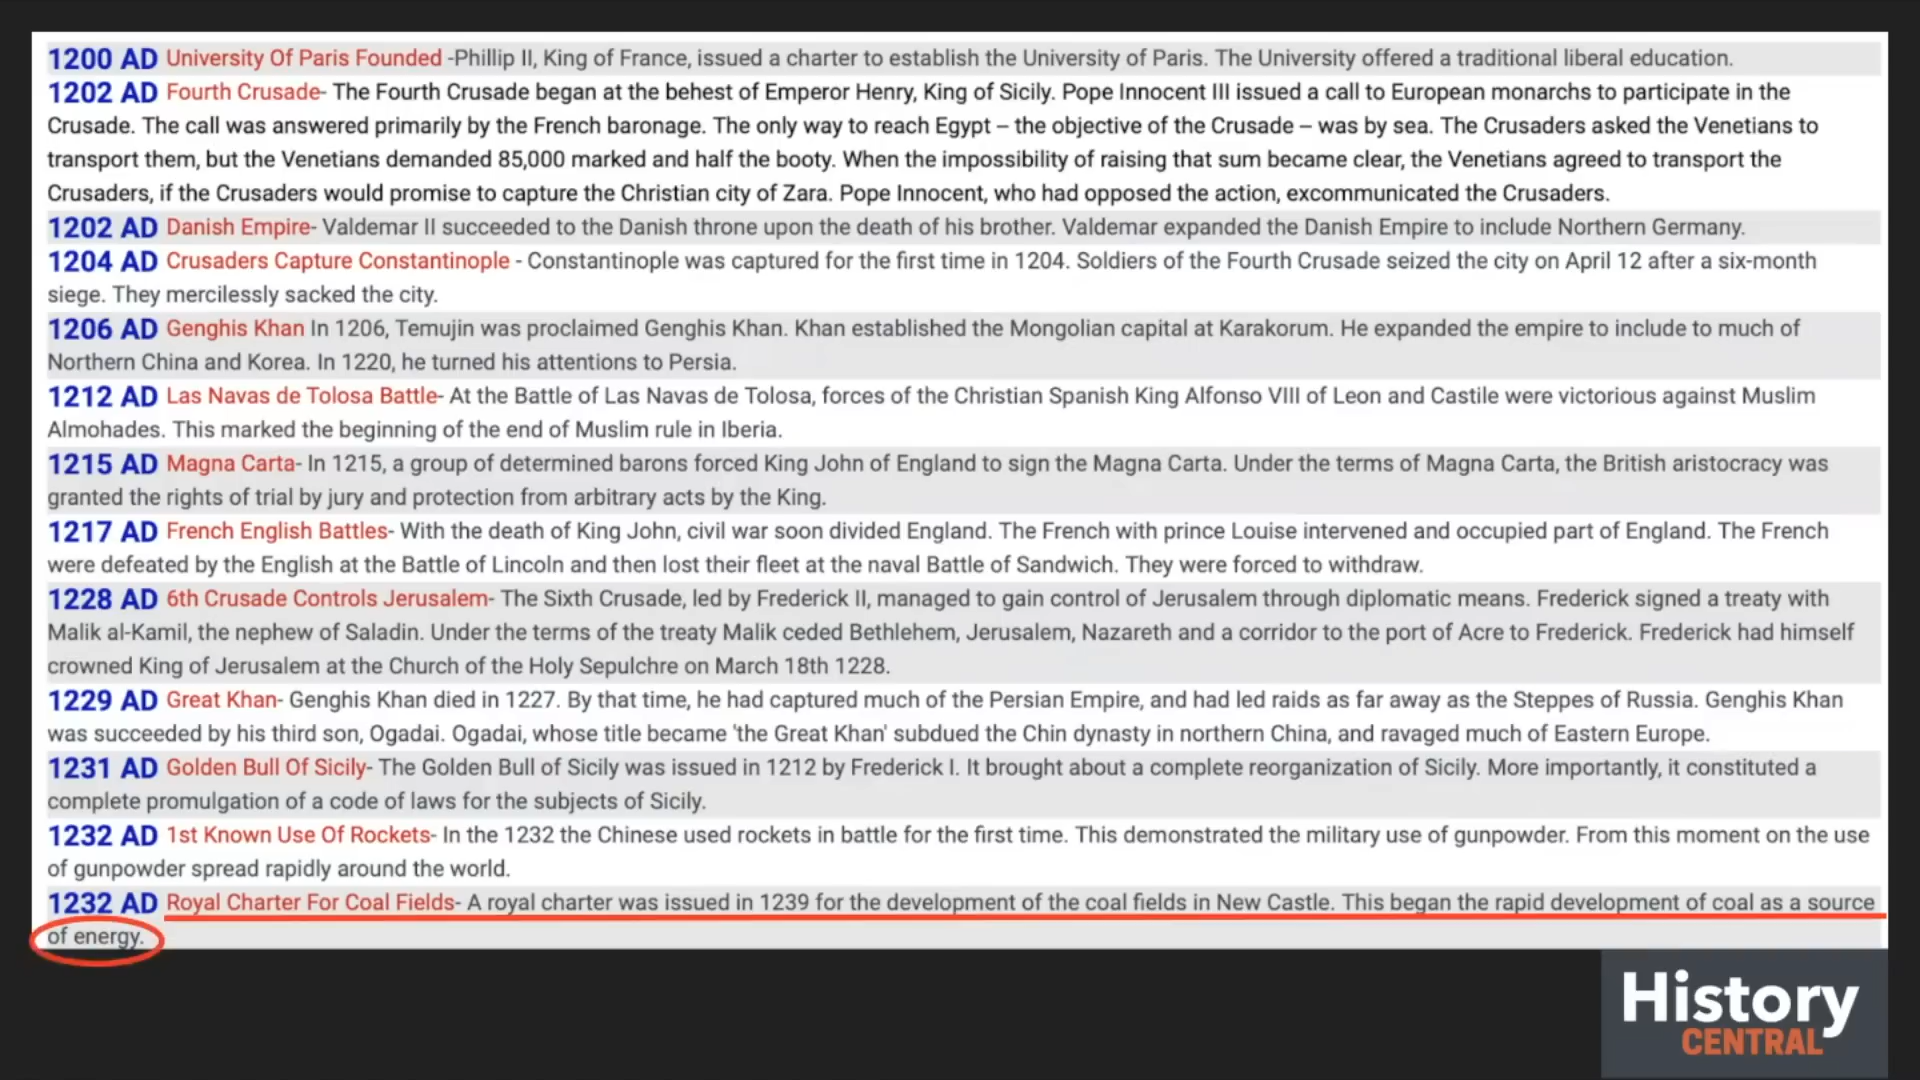 1200 AD University Of Paris Founded -Phillip II, King of France, issued a charter to establish the University of Paris. The University offered a traditional liberal education.
1202 AD Fourth Crusade- The Fourth Crusade began at the behest of Emperor Henry, King of Sicily. Pope Innocent III issued a call to European monarchs to participate in the
Crusade. The call was answered primarily by the French baronage. The only way to reach Egypt – the objective of the Crusade – was by sea. The Crusaders asked the Venetians to
transport them, but the Venetians demanded 85,000 marked and half the booty. When the impossibility of raising that sum became clear, the Venetians agreed to transport the
Crusaders, if the Crusaders would promise to capture the Christian city of Zara. Pope Innocent, who had opposed the action, excommunicated the Crusaders.
1202 AD Danish Empire- Valdemar II succeeded to the Danish throne upon the death of his brother. Valdemar expanded the Danish Empire to include Northern Germany.
1204 AD Crusaders Capture Constantinople - Constantinople was captured for the first time in 1204. Soldiers of the Fourth Crusade seized the city on April 12 after a six-month
siege. They mercilessly sacked the city.
1206 AD Genghis Khan In 1206, Temujin was proclaimed Genghis Khan. Khan established the Mongolian capital at Karakorum. He expanded the empire to include to much of
Northern China and Korea. In 1220, he turned his attentions to Persia.
1212 AD Las Navas de Tolosa Battle- At the Battle of Las Navas de Tolosa, forces of the Christian Spanish King Alfonso VIII of Leon and Castile were victorious against Muslim
Almohades. This marked the beginning of the end of Muslim rule in Iberia.
1215 AD Magna Carta- In 1215, a group of determined barons forced King John of England to sign the Magna Carta. Under the terms of Magna Carta, the British aristocracy was
granted the rights of trial by jury and protection from arbitrary acts by the King.
1217 AD French English Battles- With the death of King John, civil war soon divided England. The French with prince Louise intervened and occupied part of England. The French
were defeated by the English at the Battle of Lincoln and then lost their fleet at the naval Battle of Sandwich. They were forced to withdraw.
1228 AD 6th Crusade Controls Jerusalem- The Sixth Crusade, led by Frederick II, managed to gain control of Jerusalem through diplomatic means. Frederick signed a treaty with
Malik al-Kamil, the nephew of Saladin. Under the terms of the treaty Malik ceded Bethlehem, Jerusalem, Nazareth and a corridor to the port of Acre to Frederick. Frederick had himself
crowned King of Jerusalem at the Church of the Holy Sepulchre on March 18th 1228.
1229 AD Great Khan- Genghis Khan died in 1227. By that time, he had captured much of the Persian Empire, and had led raids as far away as the Steppes of Russia. Genghis Khan
was succeeded by his third son, Ogadai. Ogadai, whose title became 'the Great Khan' subdued the Chin dynasty in northern China, and ravaged much of Eastern Europe.
1231 AD Golden Bull Of Sicily- The Golden Bull of Sicily was issued in 1212 by Frederick I. It brought about a complete reorganization of Sicily. More importantly, it constituted a
complete promulgation of a code of laws for the subjects of Sicily.
1232 AD 1st Known Use Of Rockets- In the 1232 the Chinese used rockets in battle for the first time. This demonstrated the military use of gunpowder. From this moment on the use
of gunpowder spread rapidly around the world.
1232 AD Royal Charter For Coal Fields- A royal charter was issued in 1239 for the development of the coal fields in New Castle. This began the rapid development of coal as a source
of energy.
History
CENTRAL